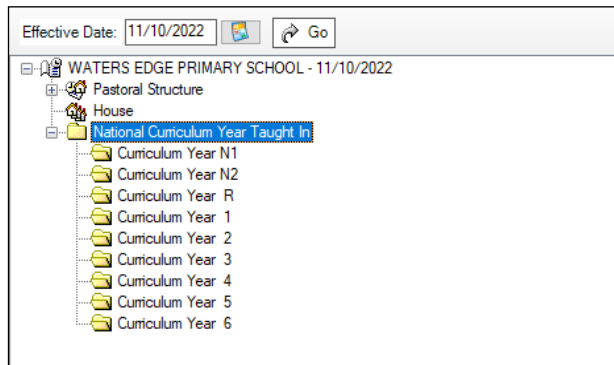 Effective Date: 11/10/2022 Go
WATERS EDGE PRIMARY SCHOOL - 11/10/2022
Pastoral Structure
House
National Curriculum Year Taught In
Curriculum Year N1
Curriculum Year N2
Curriculum Year R
Curriculum Year 1
Curriculum Year 2
Curriculum Year 3
Curriculum Year 4
Curriculum Year 5
Curriculum Year 6